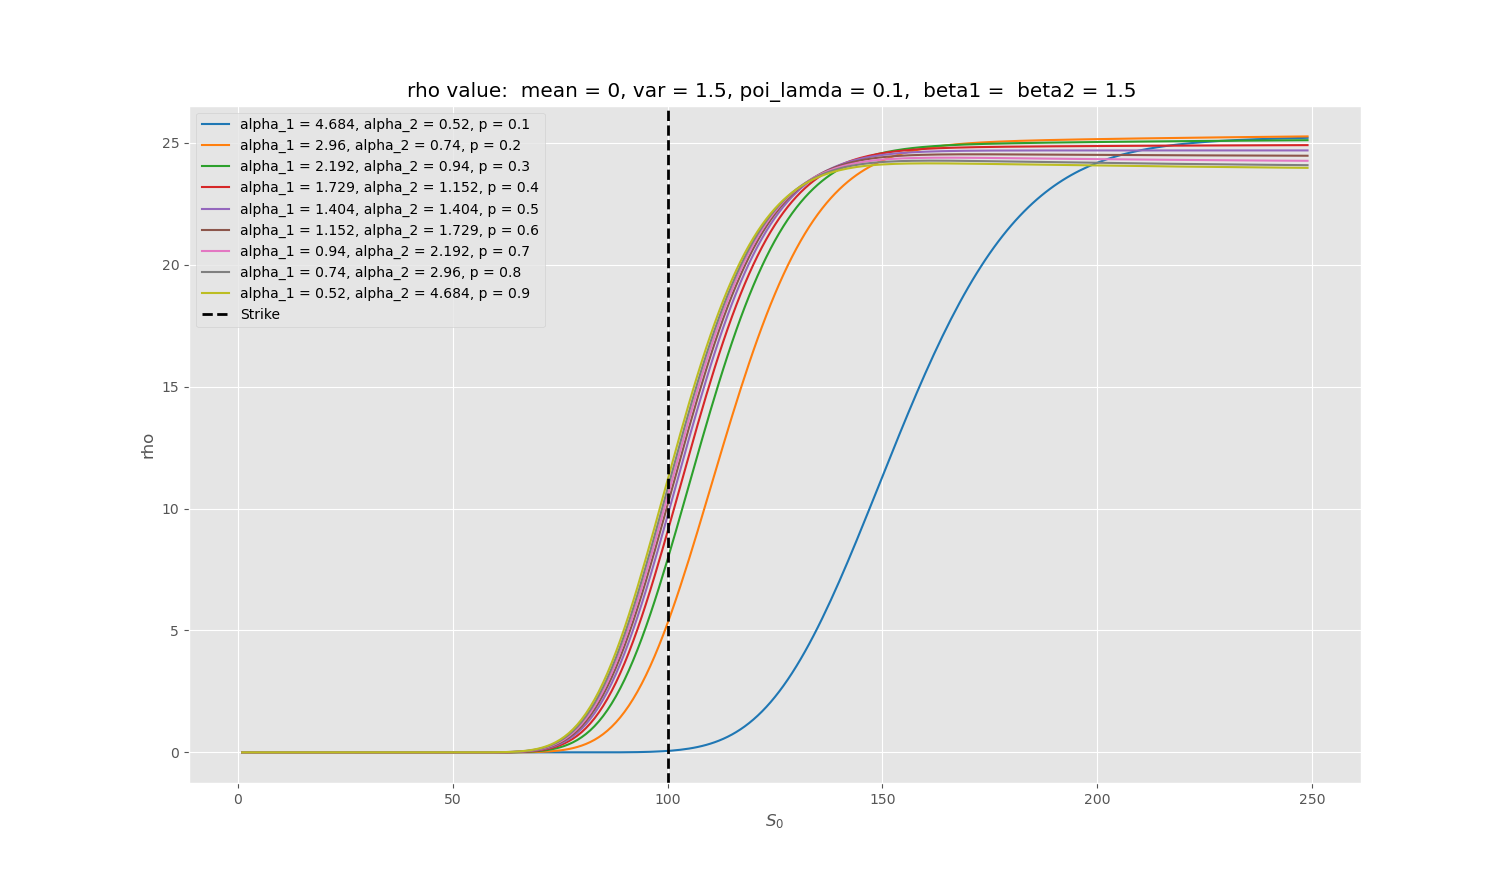 rho value:  mean = 0, var = 1.5, poi_lamda = 0.1,  beta1 =  beta2 = 1.5
alpha_1 = 4.684, alpha_2 = 0.52, p = 0.1
alpha_1 = 2.96, alpha_2 = 0.74, p = 0.2
alpha_1 = 2.192, alpha_2 = 0.94, p = 0.3
alpha_1 = 1.729, alpha_2 = 1.152, p = 0.4
alpha_1 = 1.404, alpha_2 = 1.404, p = 0.5
alpha_1 = 1.152, alpha_2 = 1.729, p = 0.6
alpha_1 = 0.94, alpha_2 = 2.192, p = 0.7
alpha_1 = 0.74, alpha_2 = 2.96, p = 0.8
alpha_1 = 0.52, alpha_2 = 4.684, p = 0.9
Strike
25
20
15
10
5
0
rho
0 50 100 150 200 250
S₀